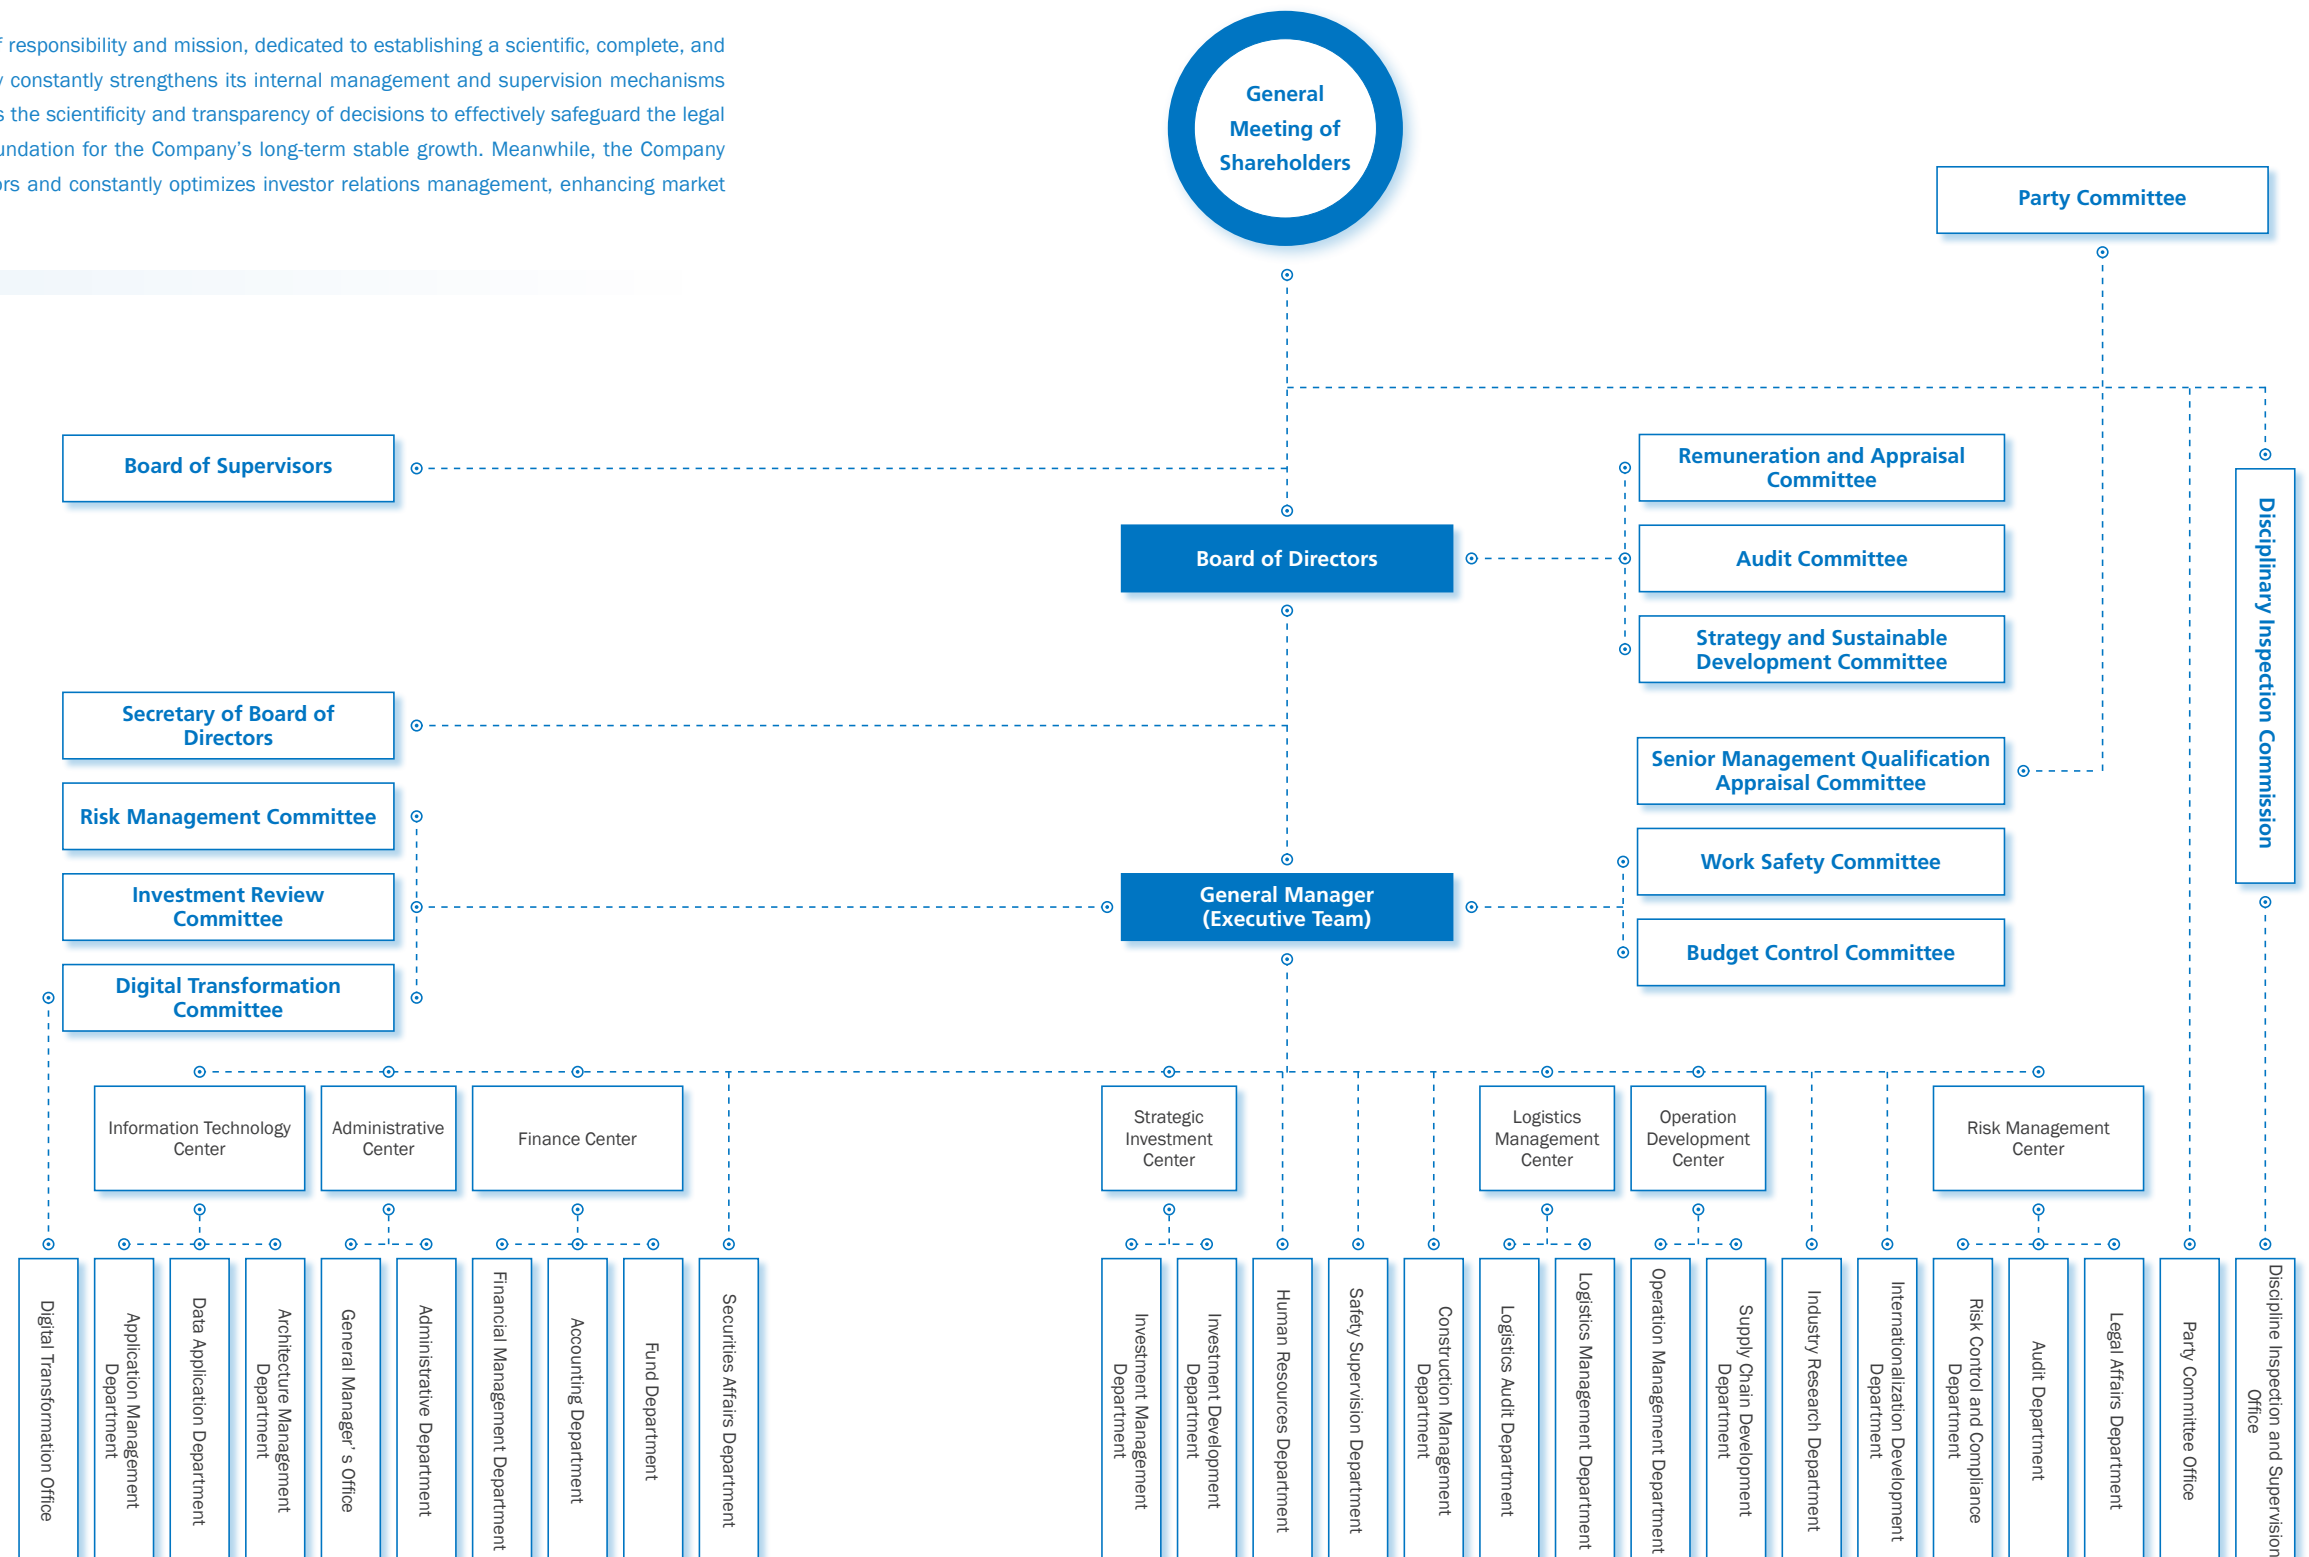 f responsibility and mission, dedicated to establishing a scientific, complete, and
y constantly strengthens its internal management and supervision mechanisms
s the scientificity and transparency of decisions to effectively safeguard the legal
undation for the Company's long-term stable growth. Meanwhile, the Company
ors and constantly optimizes investor relations management, enhancing market
General
Meeting of
Shareholders
Party Committee
Board of Supervisors
Remuneration and Appraisal
Committee
Board of Directors
Audit Committee
Strategy and Sustainable
Development Committee
Disciplinary Inspection Commission
Secretary of Board of
Directors
Senior Management Qualification
Appraisal Committee
Risk Management Committee
Work Safety Committee
Investment Review
Committee
General Manager
(Executive Team)
Budget Control Committee
Digital Transformation
Committee
Information Technology
Center
Administrative
Center
Finance Center
Strategic
Investment
Center
Logistics
Management
Center
Operation
Development
Center
Risk Management
Center
Digital Transformation Office
Application Management
Department
Data Application Department
Architecture Management
Department
General Manager' s Office
Administrative Department
Financial Management Department
Accounting Department
Fund Department
Securities Affairs Department
Investment Management
Department
Investment Development
Department
Human Resources Department
Safety Supervision Department
Construction Management
Department
Logistics Audit Department
Logistics Management Department
Operation Management Department
Supply Chain Development
Department
Industry Research Department
Internationalization Development
Department
Risk Control and Compliance
Department
Audit Department
Legal Affairs Department
Party Committee Office
Discipline Inspection and Supervision
Office